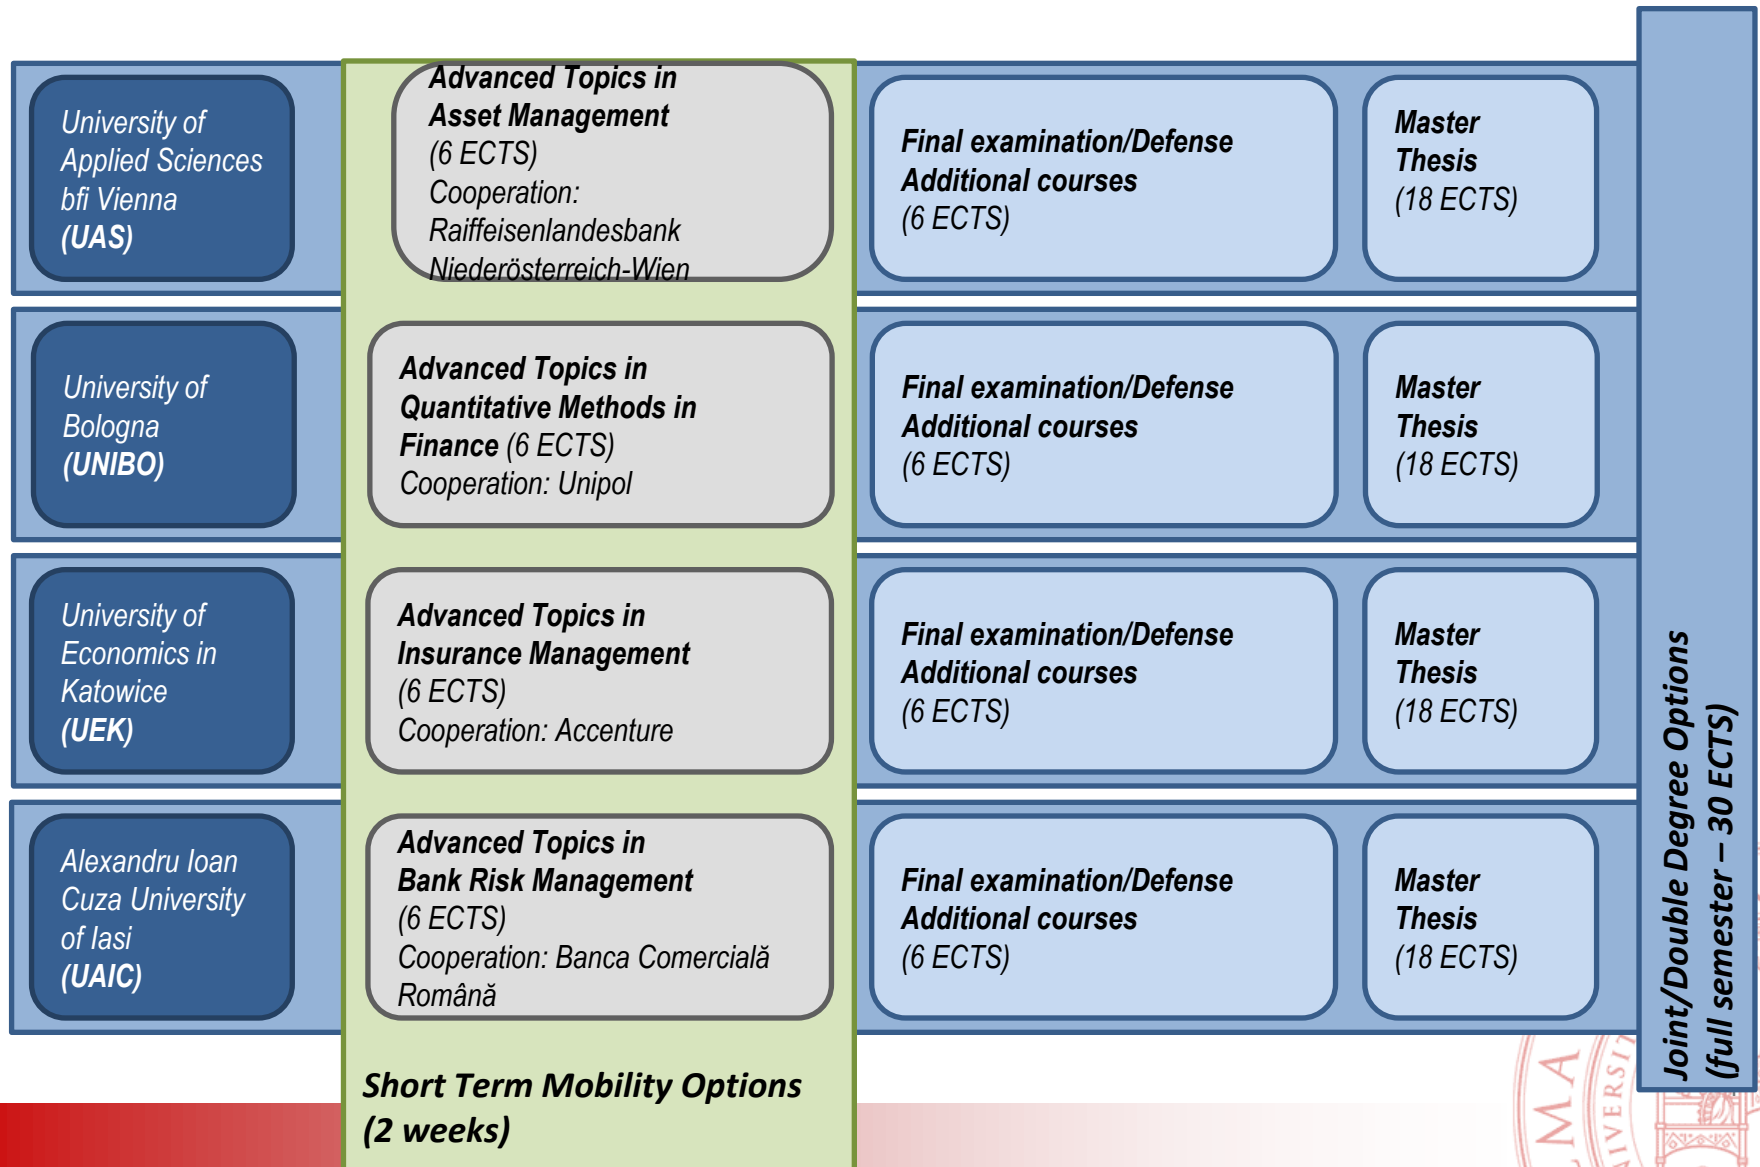 University of
Applied Sciences
bfi Vienna
(UAS)
Advanced Topics in
Asset Management
(6 ECTS)
Cooperation:
Raiffeisenlandesbank
Niederösterreich-Wien
Final examination/Defense
Additional courses
(6 ECTS)
Master
Thesis
(18 ECTS)
University of
Bologna
(UNIBO)
Advanced Topics in
Quantitative Methods in
Finance (6 ECTS)
Cooperation: Unipol
Final examination/Defense
Additional courses
(6 ECTS)
Master
Thesis
(18 ECTS)
University of
Economics in
Katowice
(UEK)
Advanced Topics in
Insurance Management
(6 ECTS)
Cooperation: Accenture
Final examination/Defense
Additional courses
(6 ECTS)
Master
Thesis
(18 ECTS)
Alexandru Ioan
Cuza University
of Iasi
(UAIC)
Advanced Topics in
Bank Risk Management
(6 ECTS)
Cooperation: Banca Comercială
Română
Final examination/Defense
Additional courses
(6 ECTS)
Master
Thesis
(18 ECTS)
Short Term Mobility Options
(2 weeks)
Joint/Double Degree Options
(full semester – 30 ECTS)